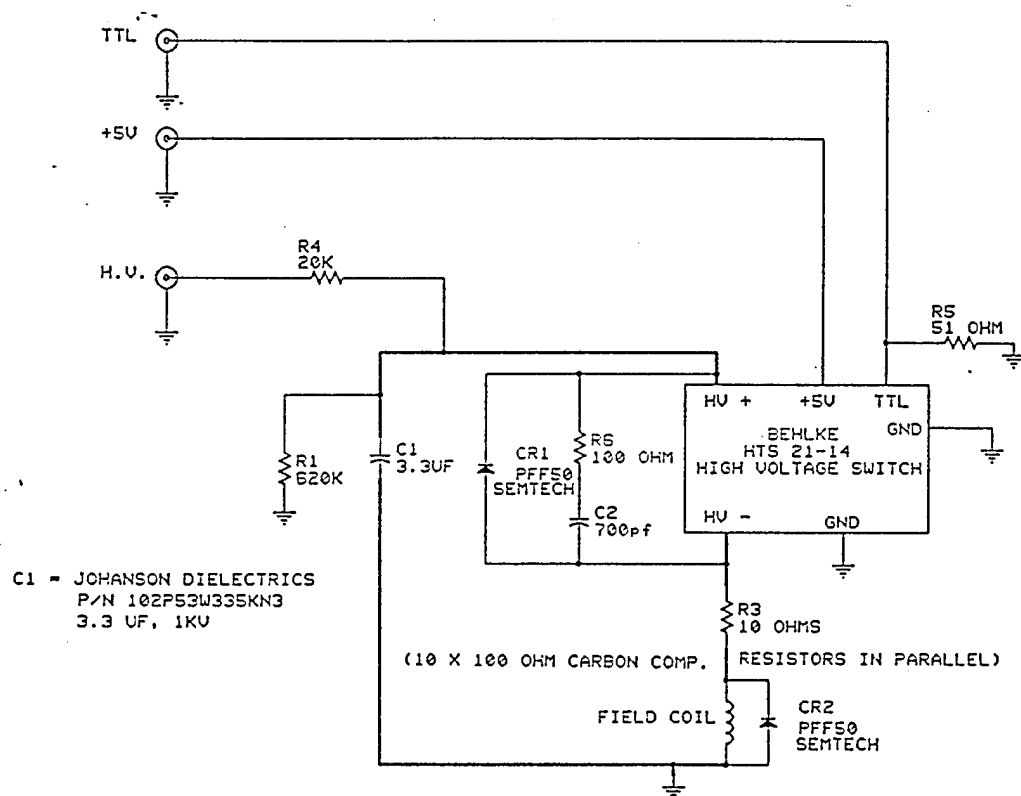 TTL
+5V
H.V.
R4
20K
R5
51 OHM
HV + +5V TTL
GND
BEHLKE
HTS 21-14
HIGH VOLTAGE SWITCH
HV - GND
R1
620K
C1
3.3UF
CR1
PFF50
SEMTECH
R6
100 OHM
C2
700pf
C1 = JOHANSON DIELECTRICS
P/N 102P53W335KN3
3.3 UF, 1KV
R3
10 OHMS
(10 X 100 OHM CARBON COMP. RESISTORS IN PARALLEL)
FIELD COIL
CR2
PFF50
SEMTECH